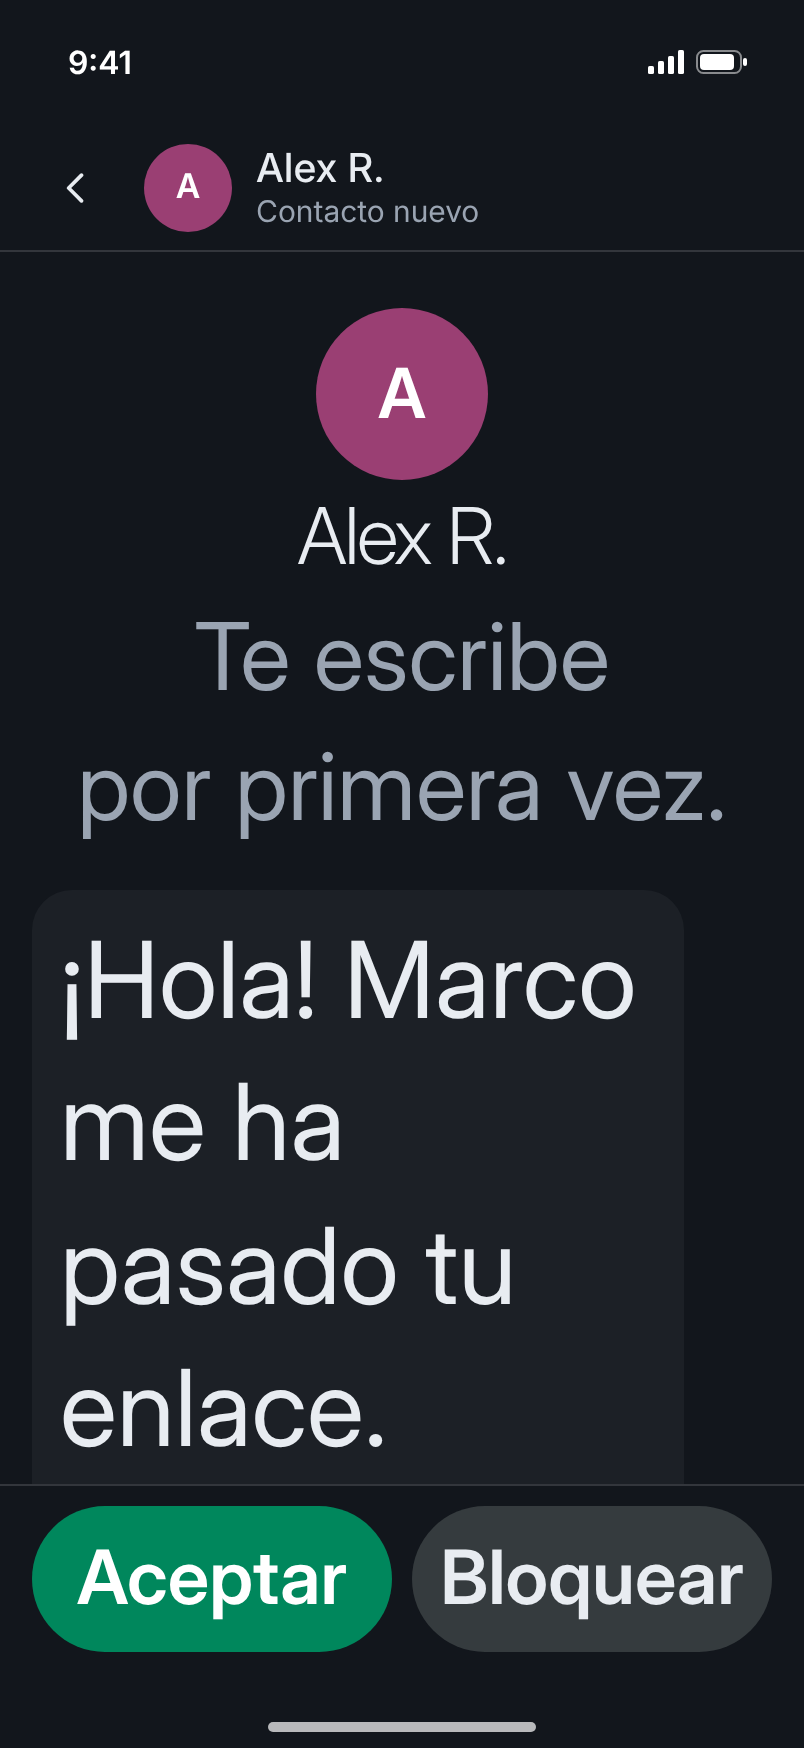 9:41
A
Alex R.
Contacto nuevo
A
Alex R.
Te escribe
por primera vez.
¡Hola! Marco
me ha
pasado tu
enlace.
Aceptar
Bloquear